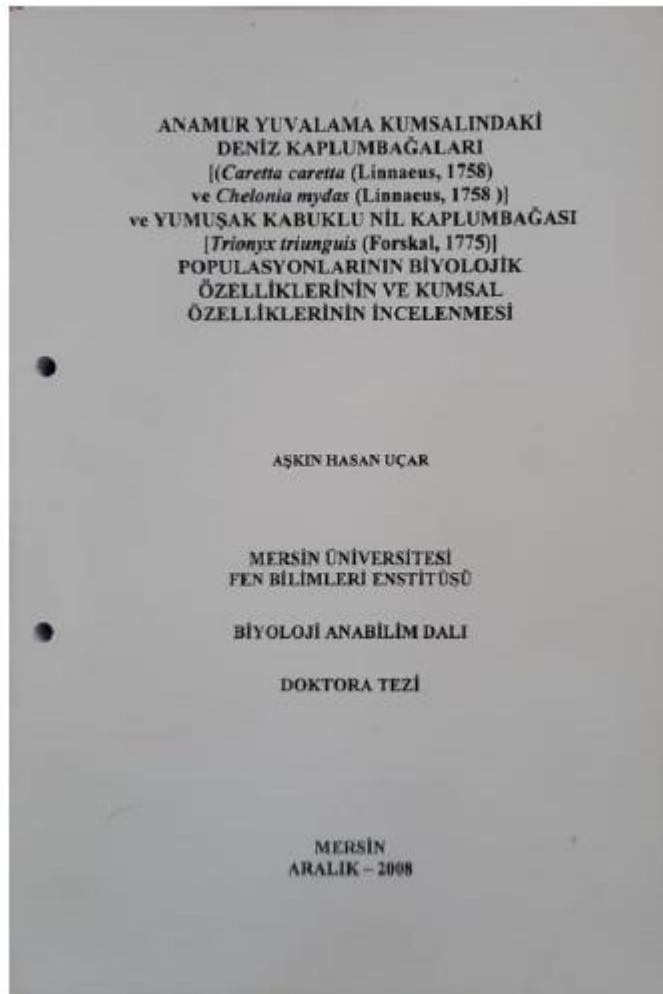 ANAMUR YUVALAMA KUMSALINDAKİ
DENİZ KAPLUMBAĞALARI
[(Caretta caretta (Linnaeus, 1758)
ve Chelonia mydas (Linnaeus, 1758 )]
ve YUMUŞAK KABUKLU NİL KAPLUMBAĞASI
[Trionyx triunguis (Forskal, 1775)]
POPULASYONLARININ BİYOLOJİK
ÖZELLİKLERİNİN VE KUMSAL
ÖZELLİKLERİNİN İNCELENMESİ
AŞKIN HASAN UÇAR
MERSİN ÜNİVERSİTESİ
FEN BİLİMLERİ ENSTİTÜSÜ
BİYOLOJİ ANABİLİM DALI
DOKTORA TEZİ
MERSİN
ARALIK – 2008